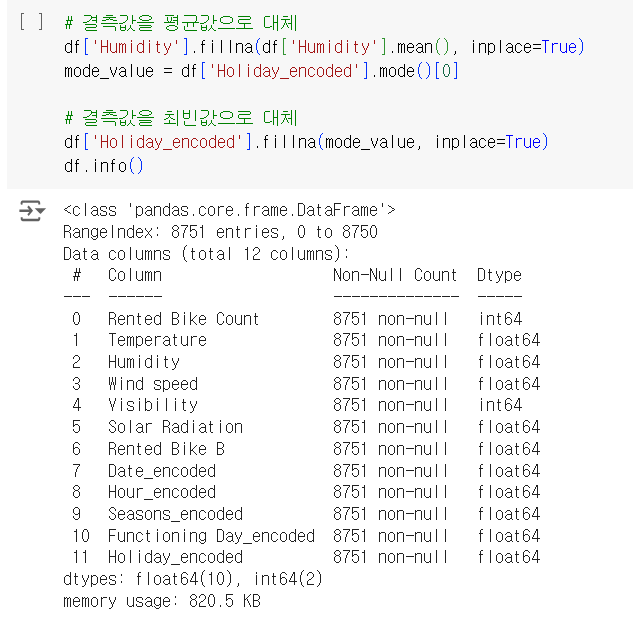 [ ] # 결측값을 평균값으로 대체
df['Humidity'].fillna(df['Humidity'].mean(), inplace=True)
mode_value = df['Holiday_encoded'].mode()[0]
# 결측값을 최빈값으로 대체
df['Holiday_encoded'].fillna(mode_value, inplace=True)
df.info()
<class 'pandas.core.frame.DataFrame'>
RangeIndex: 8751 entries, 0 to 8750
Data columns (total 12 columns):
 #   Column                 Non-Null Count  Dtype
---  ------                 --------------  -----
 0   Rented Bike Count      8751 non-null   int64
 1   Temperature            8751 non-null   float64
 2   Humidity               8751 non-null   float64
 3   Wind speed             8751 non-null   float64
 4   Visibility             8751 non-null   int64
 5   Solar Radiation        8751 non-null   float64
 6   Rented Bike B          8751 non-null   float64
 7   Date_encoded           8751 non-null   float64
 8   Hour_encoded           8751 non-null   float64
 9   Seasons_encoded        8751 non-null   float64
 10  Functioning Day_encoded  8751 non-null   float64
 11  Holiday_encoded        8751 non-null   float64
dtypes: float64(10), int64(2)
memory usage: 820.5 KB